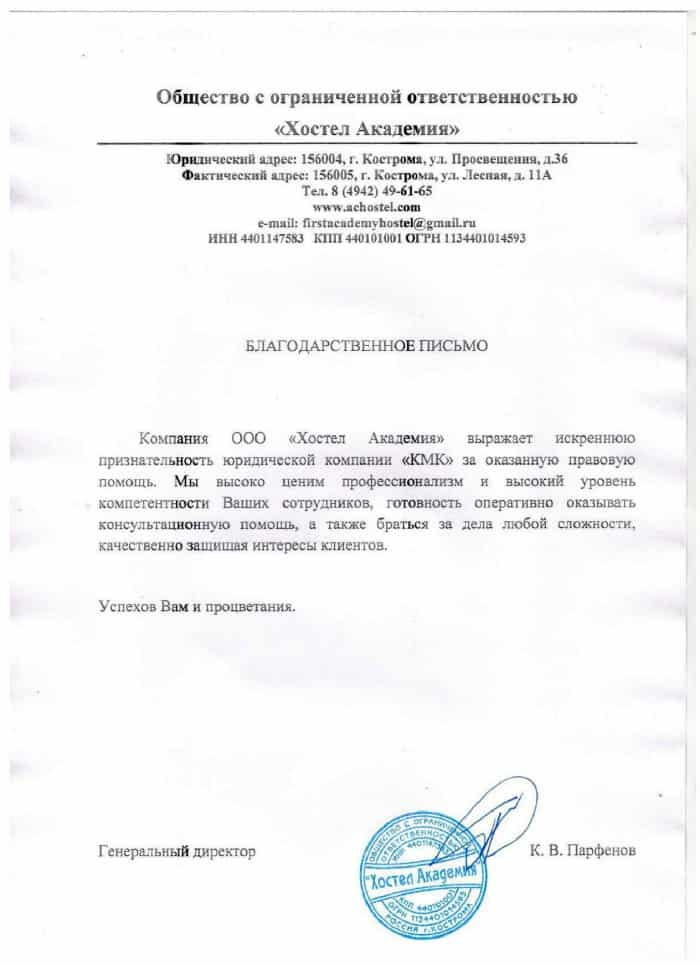 Общество с ограниченной ответственностью
«Хостел Академия»
Юридический адрес: 156004, г. Кострома, ул. Просвещения, д.36
Фактический адрес: 156005, г. Кострома, ул. Лесная, д. 11А
Тел. 8 (4942) 49-61-65
www.achostel.com
e-mail: firstacademyhostel@gmail.ru
ИНН 4401147583 КПП 440101001 ОГРН 1134401014593
БЛАГОДАРСТВЕННОЕ ПИСЬМО
Компания ООО «Хостел Академия» выражает искреннюю
признательность юридической компании «КМК» за оказанную правовую
помощь. Мы высоко ценим профессионализм и высокий уровень
компетентности Ваших сотрудников, готовность оперативно оказывать
консультационную помощь, а также браться за дела любой сложности,
качественно защищая интересы клиентов.
Успехов Вам и процветания.
Генеральный директор
К. В. Парфенов
ОБЩЕСТВО С ОГРАНИЧЕННОЙ
ОТВЕТСТВЕННОСТЬЮ
ИНН 4401147583
"Хостел Академия"
КПП 440101001
ОГРН 1134401014593
РОССИЯ г.КОСТРОМА